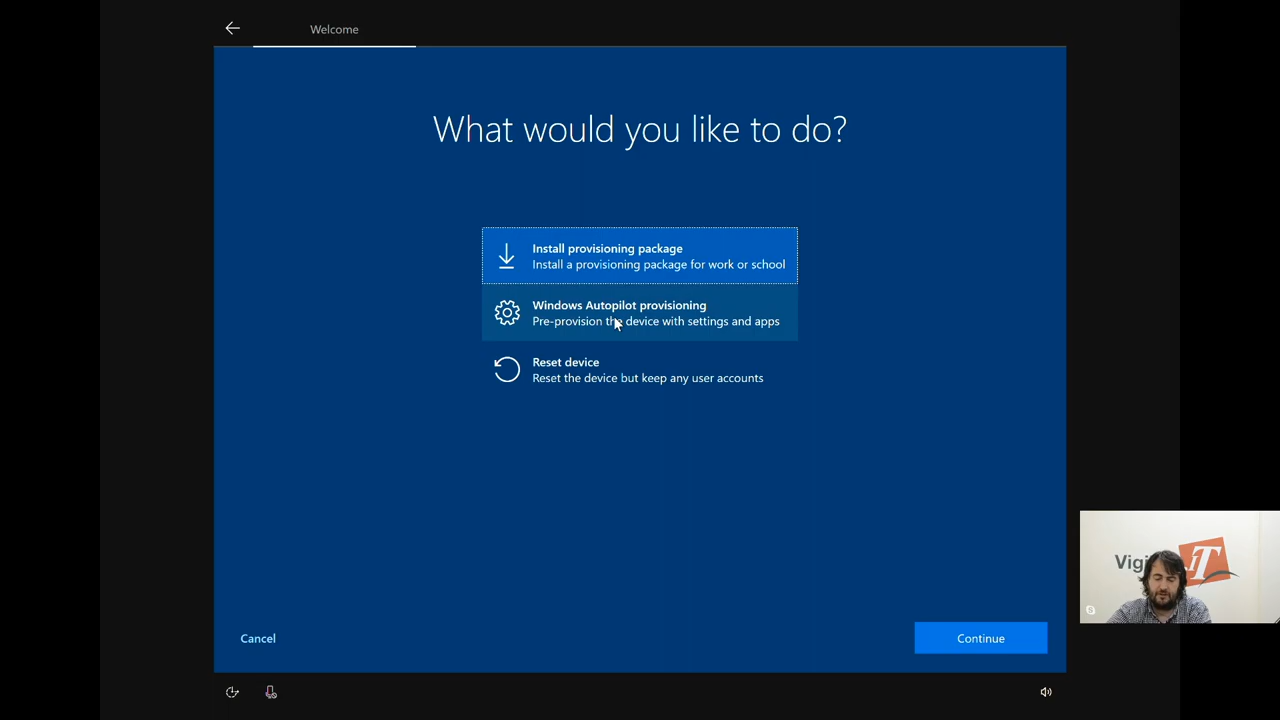 Welcome
What would you like to do?
Install provisioning package
Install a provisioning package for work or school
Windows Autopilot provisioning
Pre-provision the device with settings and apps
Reset device
Reset the device but keep any user accounts
Cancel
Continue
iT